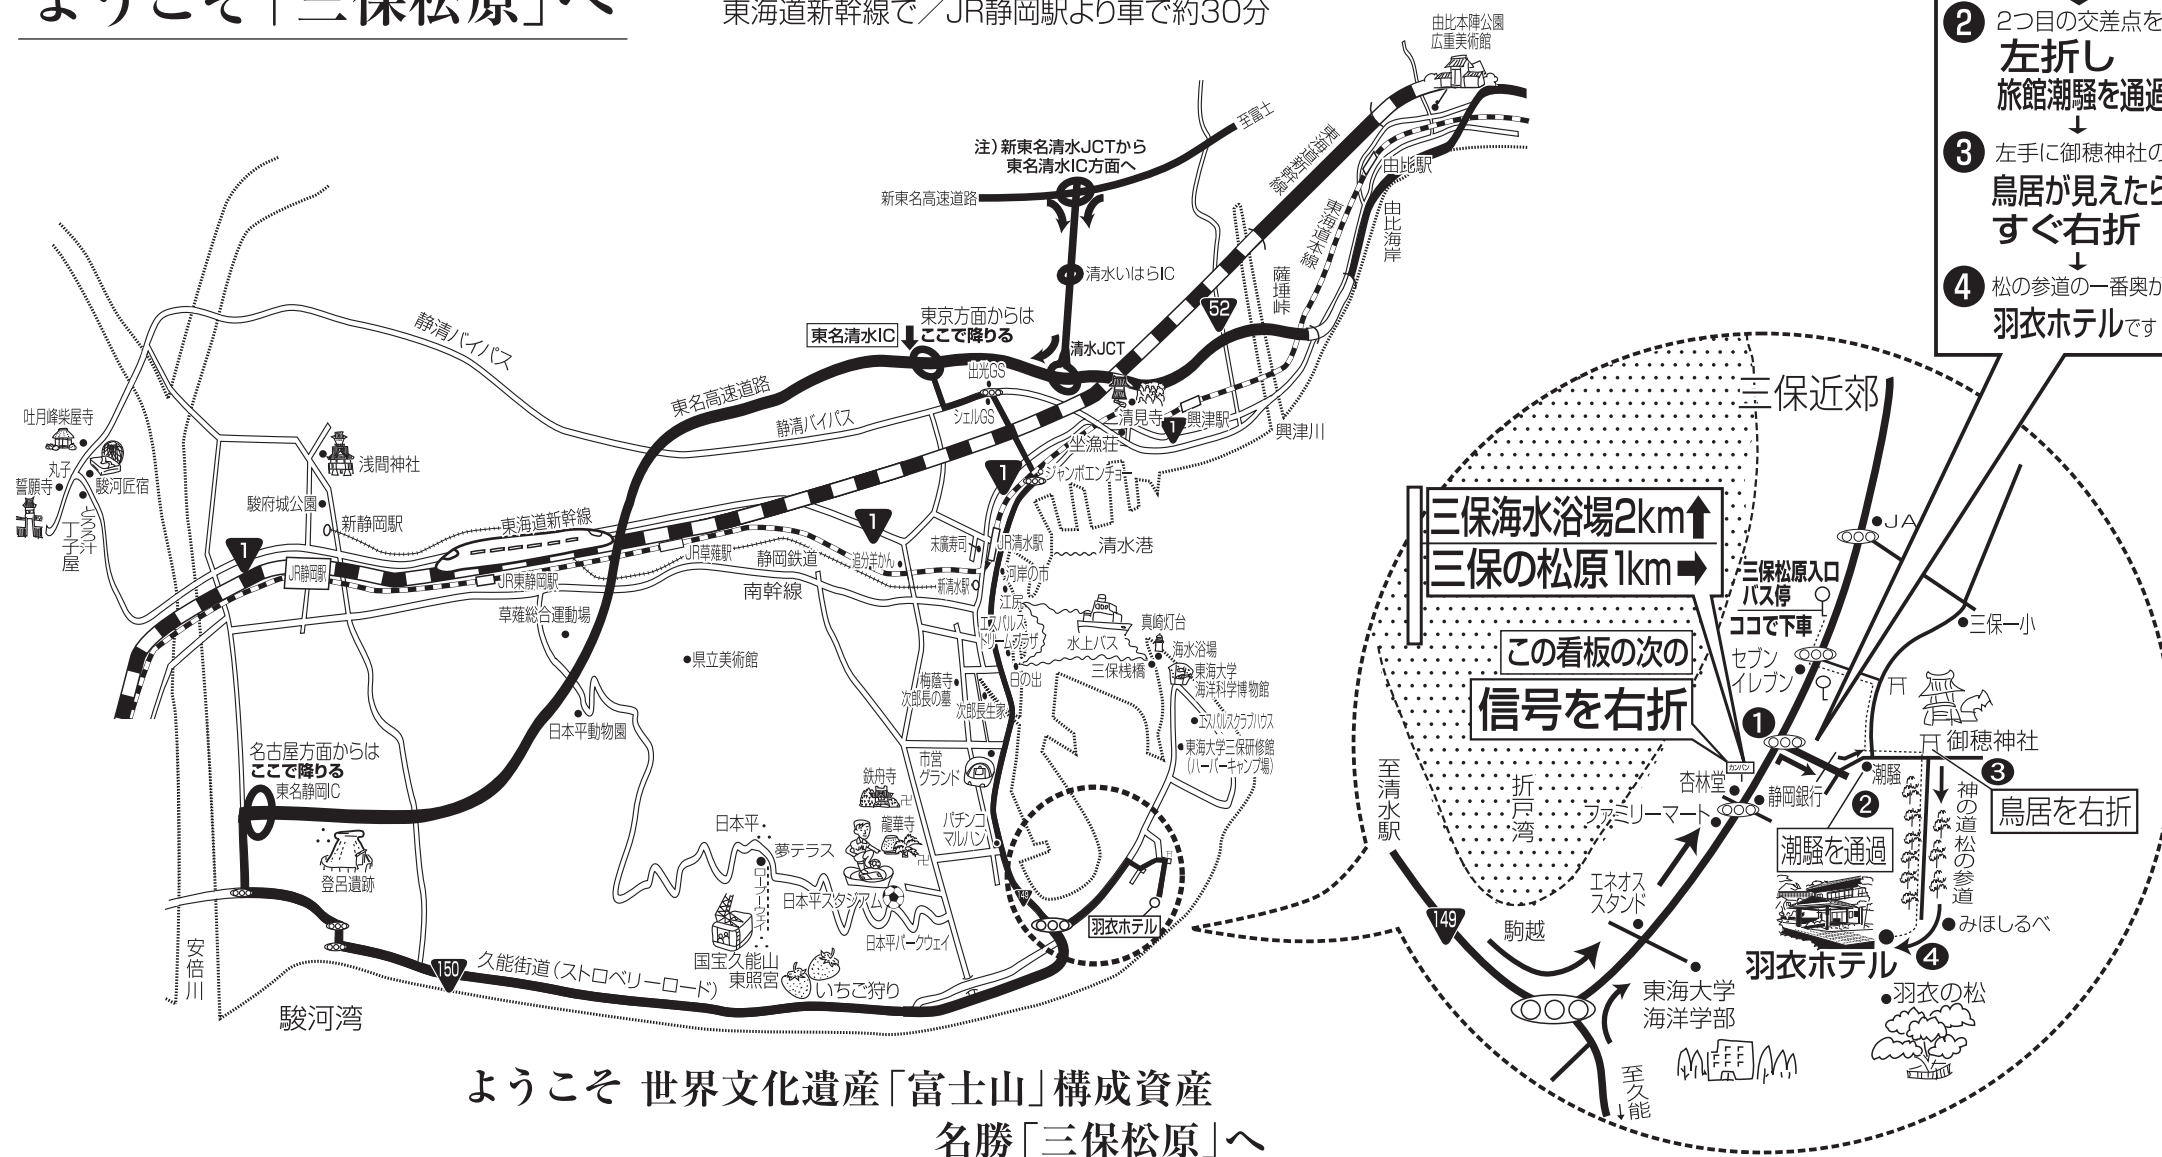 ようこそ「三保松原」へ
東海道新幹線で／JR静岡駅より車で約30分
由比本陣公園
広重美術館
至富士
注）新東名清水JCTから
東名清水IC方面へ
新東名高速道路
東海道新幹線
由比駅
東海道本線
由比海岸
清水いはらIC
薩埵峠
52
東名清水IC
東京方面からは
ここで降りる
清水JCT
出光GS
静清バイパス
東名高速道路
静清バイパス
シェルGS
清見寺
1
興津駅
興津川
坐漁荘
ジャンボエンチョー
1
吐月峰柴屋寺
丸子
駿河匠宿
誓願寺
とろろ汁
丁子屋
浅間神社
駿府城公園
新静岡駅
東海道新幹線
1
JR静岡駅
JR東静岡駅
JR草薙駅
静岡鉄道
1
追分羊かん
末廣寿司
JR清水駅
清水港
河岸の市
新清水駅
南幹線
江尻
草薙総合運動場
エスパルス
ドリームプラザ
水上バス
真崎灯台
海水浴場
三保桟橋
東海大学
海洋科学博物館
県立美術館
日の出
梅蔭寺
次郎長の墓
次郎長生家
エスパルスクラブハウス
東海大学三保研修館
（ハーバーキャンプ場）
日本平動物園
名古屋方面からは
ここで降りる
東名静岡IC
市営
グランド
鉄舟寺
龍華寺
パチンコ
マルハン
日本平
夢テラス
ロープウェイ
日本平スタジアム
日本平パークウェイ
登呂遺跡
149
羽衣ホテル
安倍川
150
久能街道（ストロベリーロード）
国宝久能山
東照宮
いちご狩り
駿河湾
ようこそ 世界文化遺産「富士山」構成資産
名勝「三保松原」へ
2 2つ目の交差点を
左折し
旅館潮騒を通過
↓
3 左手に御穂神社の
鳥居が見えたら
すぐ右折
↓
4 松の参道の一番奥が
羽衣ホテルです
三保近郊
三保海水浴場2km↑
三保の松原1km→
この看板の次の
信号を右折
JA
三保松原入口
バス停
ココで下車
三保一小
セブン
イレブン
1
カンバン
御穂神社
3
鳥居を右折
潮騒
2
杏林堂
静岡銀行
ファミリーマート
潮騒を通過
神の道松の参道
至清水駅
折戸湾
エネオス
スタンド
149
駒越
みほしるべ
4
羽衣ホテル
羽衣の松
東海大学
海洋学部
至久能
↓